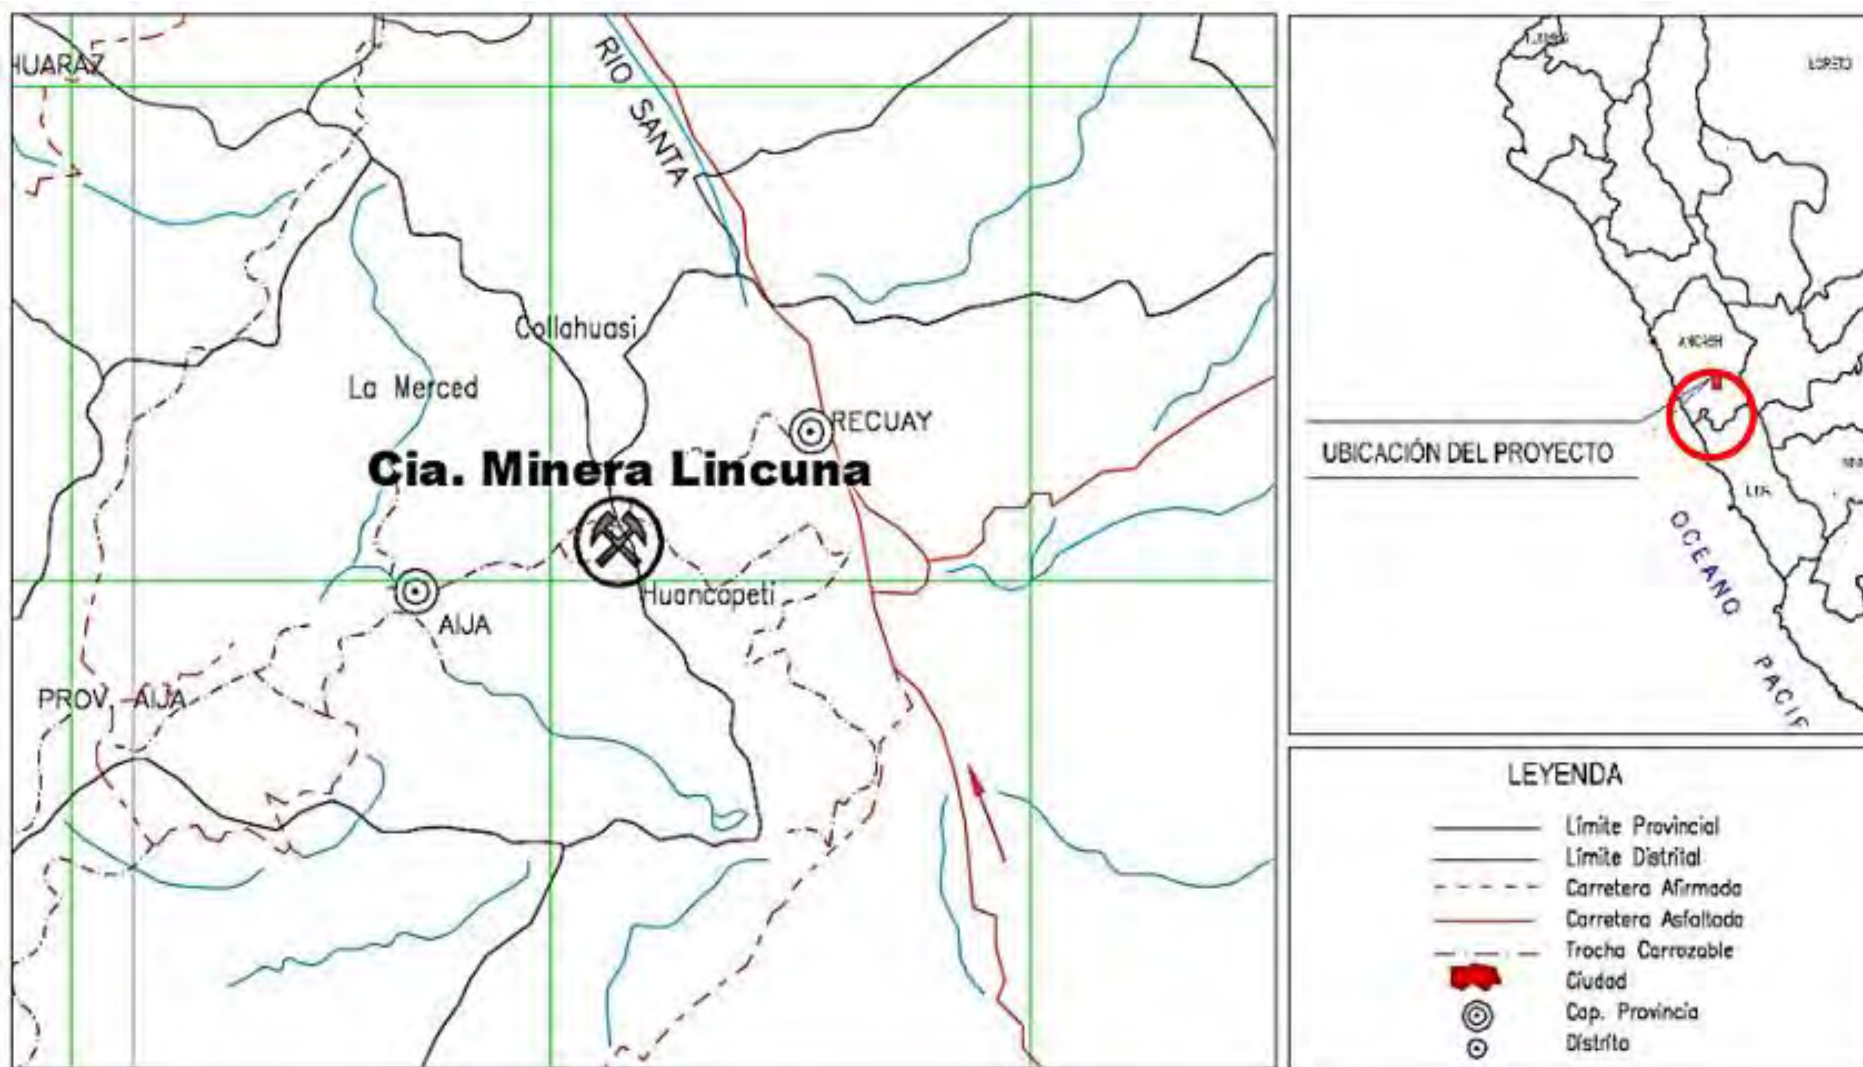 HUARAZ
RIO SANTA
Collahuasi
La Merced
RECUAY
Cia. Minera Lincuna
Huancapeti
AIJA
PROV. AIJA
LORETO
ANCASH
UBICACIÓN DEL PROYECTO
OCEANO PACIF
LEYENDA
Límite Provincial
Límite Distrital
Carretera Afirmada
Carretera Asfaltada
Trocha Carrozable
Ciudad
Cap. Provincia
Distrito